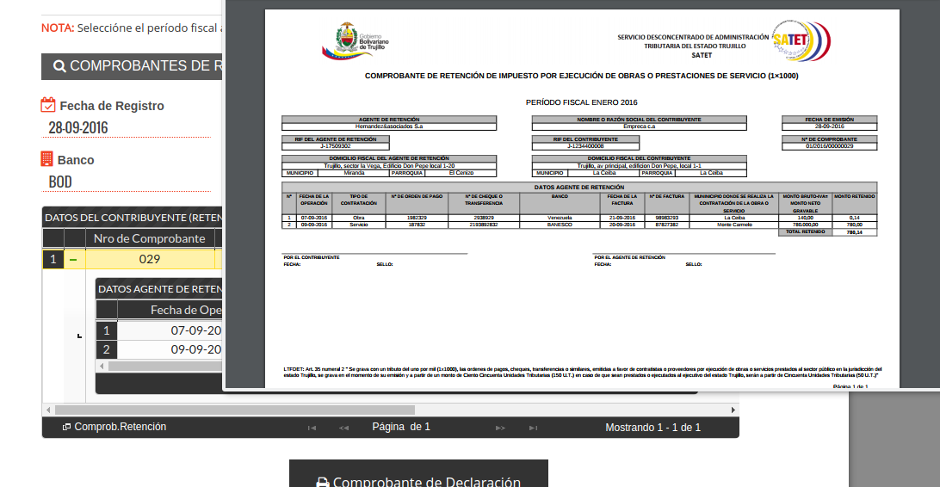 NOTA: Seleccióne el período fiscal
COMPROBANTES DE R
Fecha de Registro
28-09-2016
Banco
BOD
DATOS DEL CONTRIBUYENTE (RETEN
Nro de Comprobante
1 029
DATOS AGENTE DE RETEN
Fecha de Ope
1 07-09-20
2 09-09-20
Comprob.Retención
Página de 1
Mostrando 1 - 1 de 1
Comprobante de Declaración
Gobierno
Bolivariano
de Trujillo
SERVICIO DESCONCENTRADO DE ADMINISTRACIÓN
TRIBUTARIA DEL ESTADO TRUJILLO
SATET
SATET
COMPROBANTE DE RETENCIÓN DE IMPUESTO POR EJECUCIÓN DE OBRAS O PRESTACIONES DE SERVICIO (1×1000)
PERÍODO FISCAL ENERO 2016
AGENTE DE RETENCIÓN
Hernandez&asociados S.a
NOMBRE O RAZÓN SOCIAL DEL CONTRIBUYENTE
Empreca c.a
FECHA DE EMISIÓN
28-09-2016
RIF DEL AGENTE DE RETENCIÓN
J-17509302
RIF DEL CONTRIBUYENTE
J-1234400008
Nº DE COMPROBANTE
01/2016/00000029
DOMICILIO FISCAL DEL AGENTE DE RETENCIÓN
Trujillo, sector la Vega, Edificio Don Pepe local 1-20
MUNICIPIO Miranda PARROQUIA El Cenizo
DOMICILIO FISCAL DEL CONTRIBUYENTE
Trujillo, av principal, edificion Don Pepe, local 1-1
MUNICIPIO La Ceiba PARROQUIA La Ceiba
DATOS AGENTE DE RETENCIÓN
Nº FECHA DE LA OPERACIÓN TIPO DE CONTRATACIÓN Nº DE ORDEN DE PAGO Nº DE CHEQUE O TRANSFERENCIA BANCO FECHA DE LA FACTURA Nº DE FACTURA MUNICIPIO DONDE SE REALIZA LA CONTRATACIÓN DE LA OBRA O SERVICIO MONTO BRUTO-IVA= MONTO NETO GRAVABLE MONTO RETENIDO
1 07-09-2016 Obra 1982329 2938929 Venezuela 21-09-2016 98983293 La Ceiba 140,00 0,14
2 09-09-2016 Servicio 187832 2193892832 BANESCO 20-09-2016 87827382 Monte Carmelo 780.000,00 780,00
TOTAL RETENIDO 780,14
POR EL CONTRIBUYENTE
FECHA: SELLO:
POR EL AGENTE DE RETENCIÓN
FECHA: SELLO:
LTFOET: Art. 35 numeral 2 " Se grava con un tributo del uno por mil (1x1000), las ordenes de pagos, cheques, transferencias o similares, emitidas a favor de contratistas o proveedores por ejecución de obras o servicios prestados al sector público en la jurisdicción del
estado Trujillo, se grava en el momento de su emisión y a partir de un monto de Ciento Cincuenta Unidades Tributarias (150 U.T.) en caso de que sean prestados o ejecutados al ejecutivo del estado Trujillo, serán a partir de Cincuenta Unidades Tributarias (50 U.T.)"
Página 1 de 1